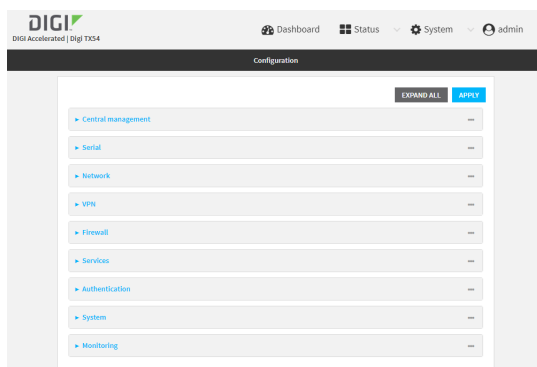 DIGI
DIGI Accelerated | Digi TX54
Dashboard Status System admin
Configuration
EXPAND ALL APPLY
Central management
Serial
Network
VPN
Firewall
Services
Authentication
System
Monitoring